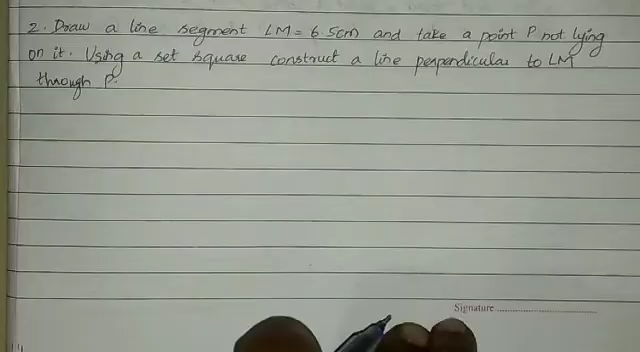 2. Draw a line segment LM = 6.5cm and take a point P not lying
on it. Using a set square construct a line perpendicular to LM
through P.
Signature ..............................